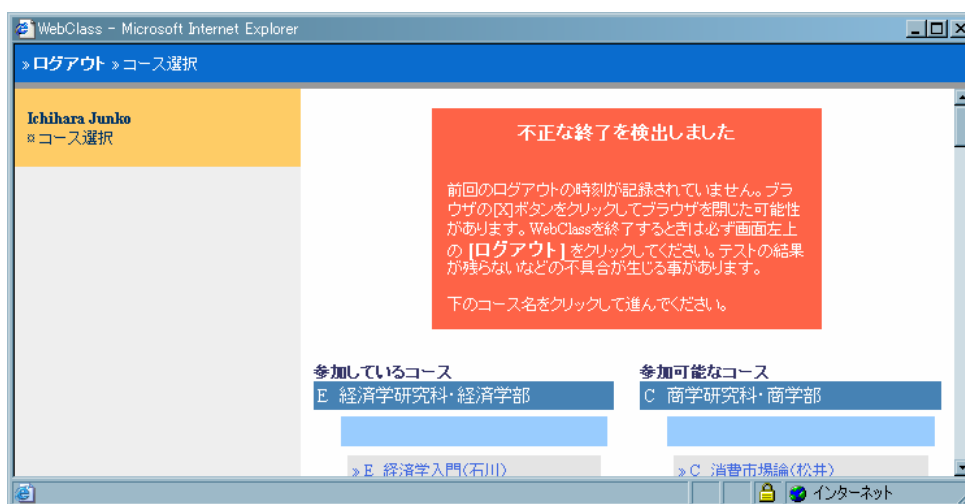 WebClass - Microsoft Internet Explorer
»ログアウト »コース選択
Ichihara Junko
¤コース選択
不正な終了を検出しました
前回のログアウトの時刻が記録されていません。ブラ
ウザの[X]ボタンをクリックしてブラウザを閉じた可能性
があります。WebClassを終了するときは必ず画面左上
の [ログアウト] をクリックしてください。テストの結果
が残らないなどの不具合が生じる事があります。
下のコース名をクリックして進んでください。
参加しているコース
E 経済学研究科・経済学部
»E 経済学入門(石川)
参加可能なコース
C 商学研究科・商学部
»C 消費市場論(松井)
インターネット